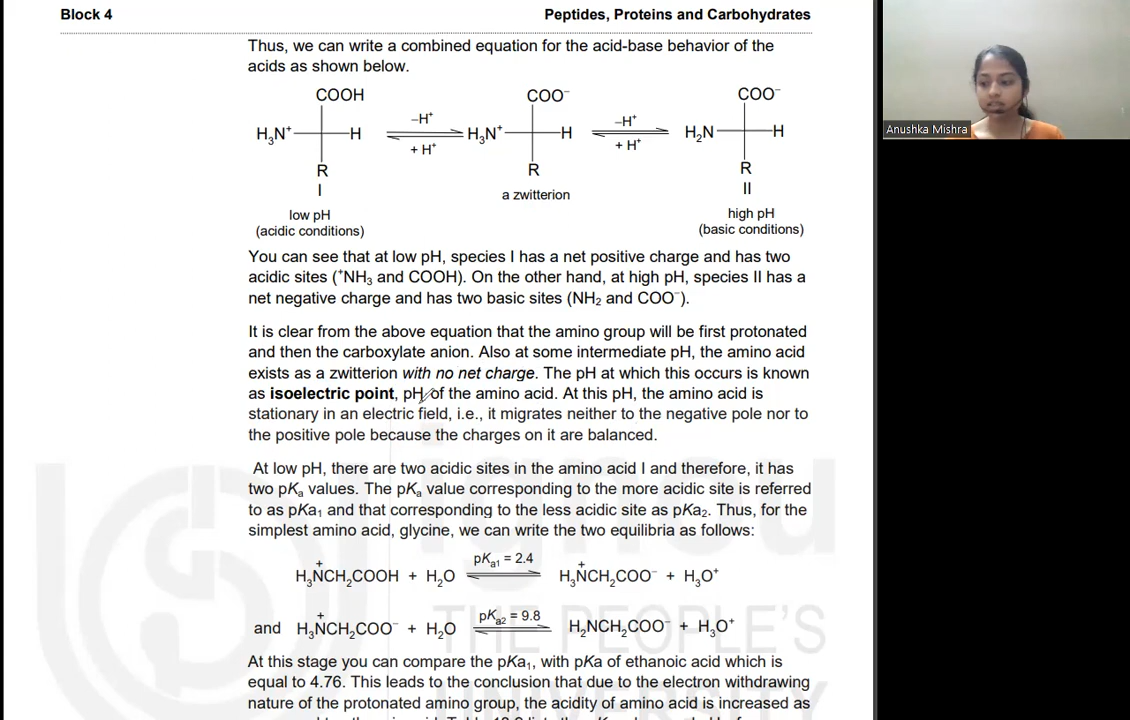 Block 4 Peptides, Proteins and Carbohydrates
Thus, we can write a combined equation for the acid-base behavior of the
acids as shown below.
COOH COO⁻ COO⁻
H₃N⁺ H –H⁺ + H⁺ H₃N⁺ H –H⁺ + H⁺ H₂N H
R R R
I a zwitterion II
low pH high pH
(acidic conditions) (basic conditions)
You can see that at low pH, species I has a net positive charge and has two
acidic sites (⁺NH₃ and COOH). On the other hand, at high pH, species II has a
net negative charge and has two basic sites (NH₂ and COO⁻).
It is clear from the above equation that the amino group will be first protonated
and then the carboxylate anion. Also at some intermediate pH, the amino acid
exists as a zwitterion with no net charge. The pH at which this occurs is known
as isoelectric point, pH of the amino acid. At this pH, the amino acid is
stationary in an electric field, i.e., it migrates neither to the negative pole nor to
the positive pole because the charges on it are balanced.
At low pH, there are two acidic sites in the amino acid I and therefore, it has
two pKₐ values. The pKₐ value corresponding to the more acidic site is referred
to as pKa₁ and that corresponding to the less acidic site as pKa₂. Thus, for the
simplest amino acid, glycine, we can write the two equilibria as follows:
pKₐ₁ = 2.4
H₃N⁺CH₂COOH + H₂O H₃N⁺CH₂COO⁻ + H₃O⁺
pKₐ₂ = 9.8
and H₃N⁺CH₂COO⁻ + H₂O H₂NCH₂COO⁻ + H₃O⁺
At this stage you can compare the pKa₁, with pKa of ethanoic acid which is
equal to 4.76. This leads to the conclusion that due to the electron withdrawing
nature of the protonated amino group, the acidity of amino acid is increased as
ignou
THE PEOPLE'S
UNIVERSITY
Anushka Mishra